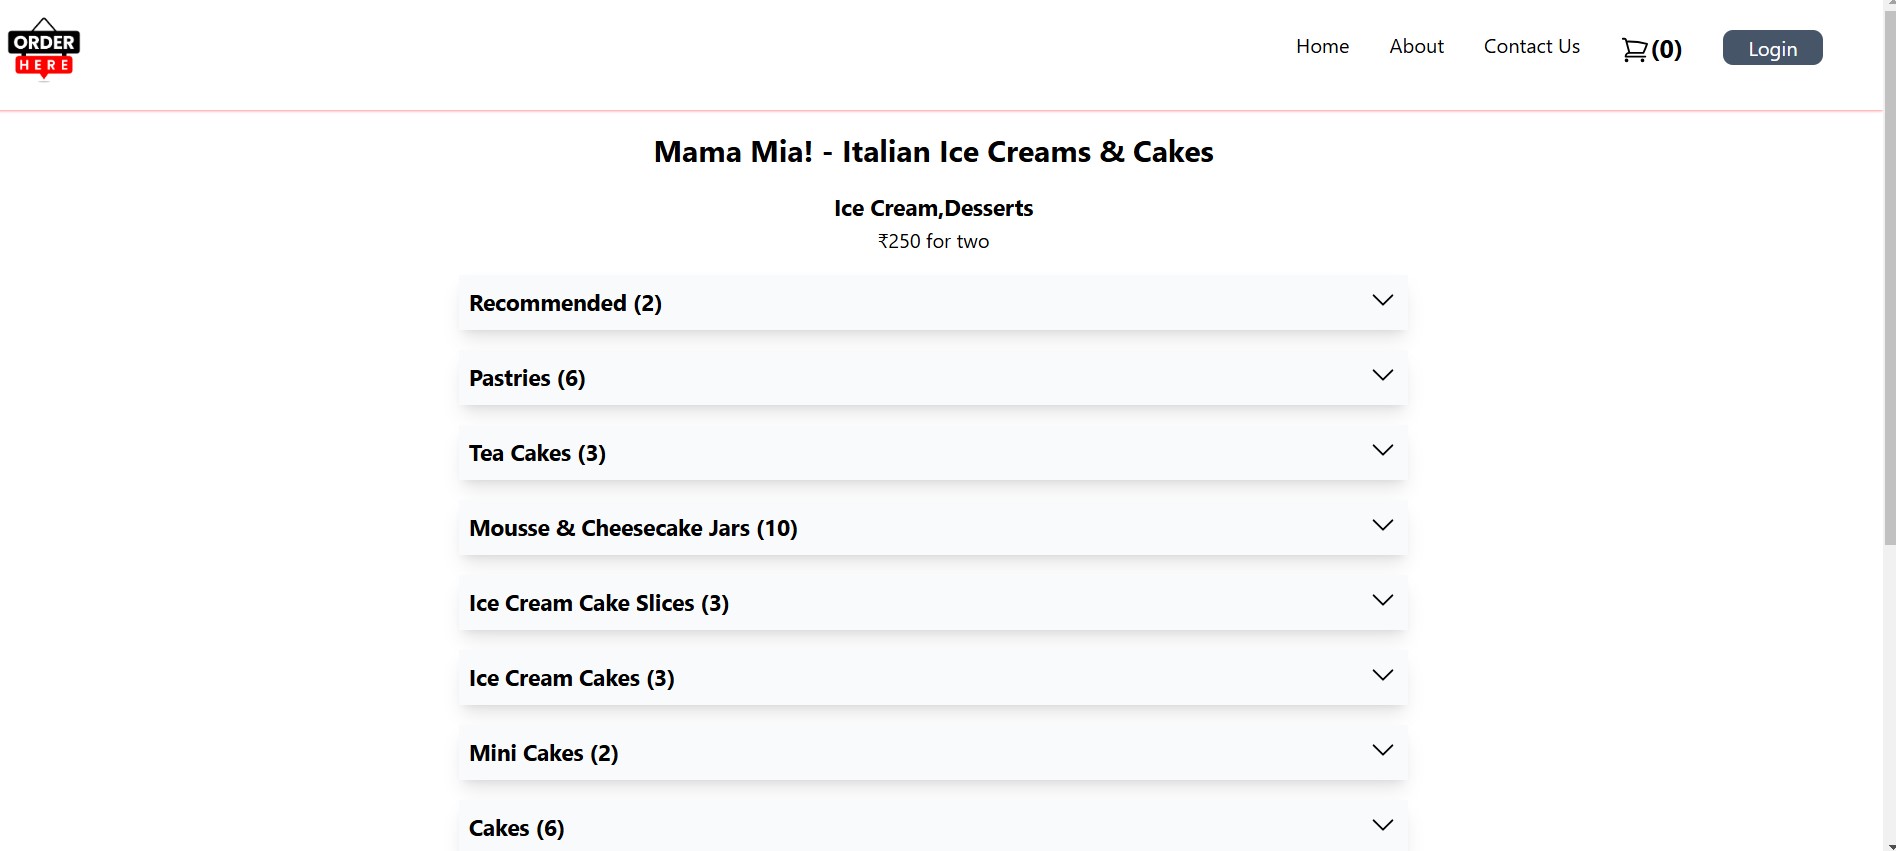 ORDER
HERE
Home About Contact Us (0) Login
Mama Mia! - Italian Ice Creams & Cakes
Ice Cream,Desserts
₹250 for two
Recommended (2)
Pastries (6)
Tea Cakes (3)
Mousse & Cheesecake Jars (10)
Ice Cream Cake Slices (3)
Ice Cream Cakes (3)
Mini Cakes (2)
Cakes (6)